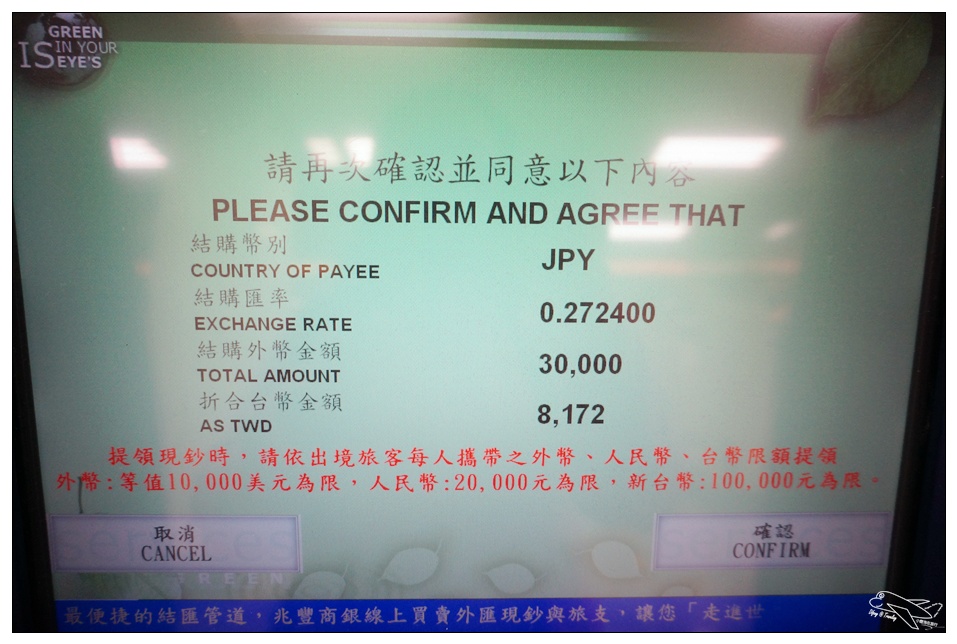 GREEN
IS IN YOUR
EYE'S
請再次確認並同意以下內容
PLEASE CONFIRM AND AGREE THAT
結購幣別
COUNTRY OF PAYEE
JPY
結購匯率
EXCHANGE RATE
0.272400
結購外幣金額
TOTAL AMOUNT
30,000
折合台幣金額
AS TWD
8,172
提領現鈔時，請依出境旅客每人攜帶之外幣、人民幣、台幣限額提領
外幣:等值10,000美元為限，人民幣:20,000元為限，新台幣:100,000元為限。
取消
CANCEL
確認
CONFIRM
GREEN
最便捷的結匯管道，兆豐商銀線上買賣外匯現鈔與旅支，讓您「走進世